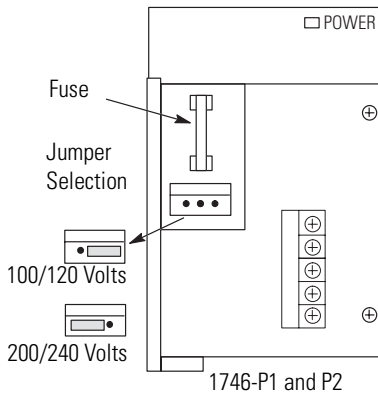 POWER
Fuse
Jumper
Selection
100/120 Volts
200/240 Volts
1746-P1 and P2